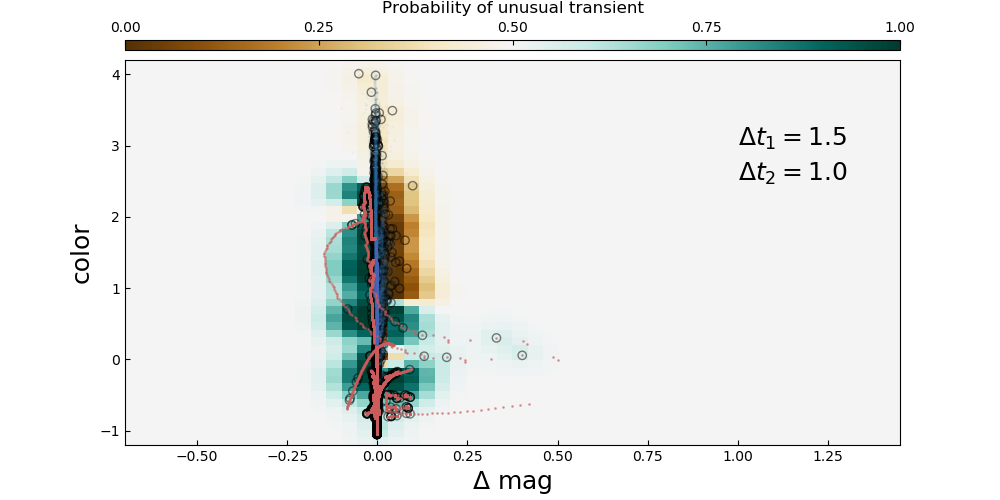 Probability of unusual transient
0.00 0.25 0.50 0.75 1.00
4
Δt₁ = 1.5
3
Δt₂ = 1.0
2
color
1
0
−1
−0.50 −0.25 0.00 0.25 0.50 0.75 1.00 1.25
Δ mag